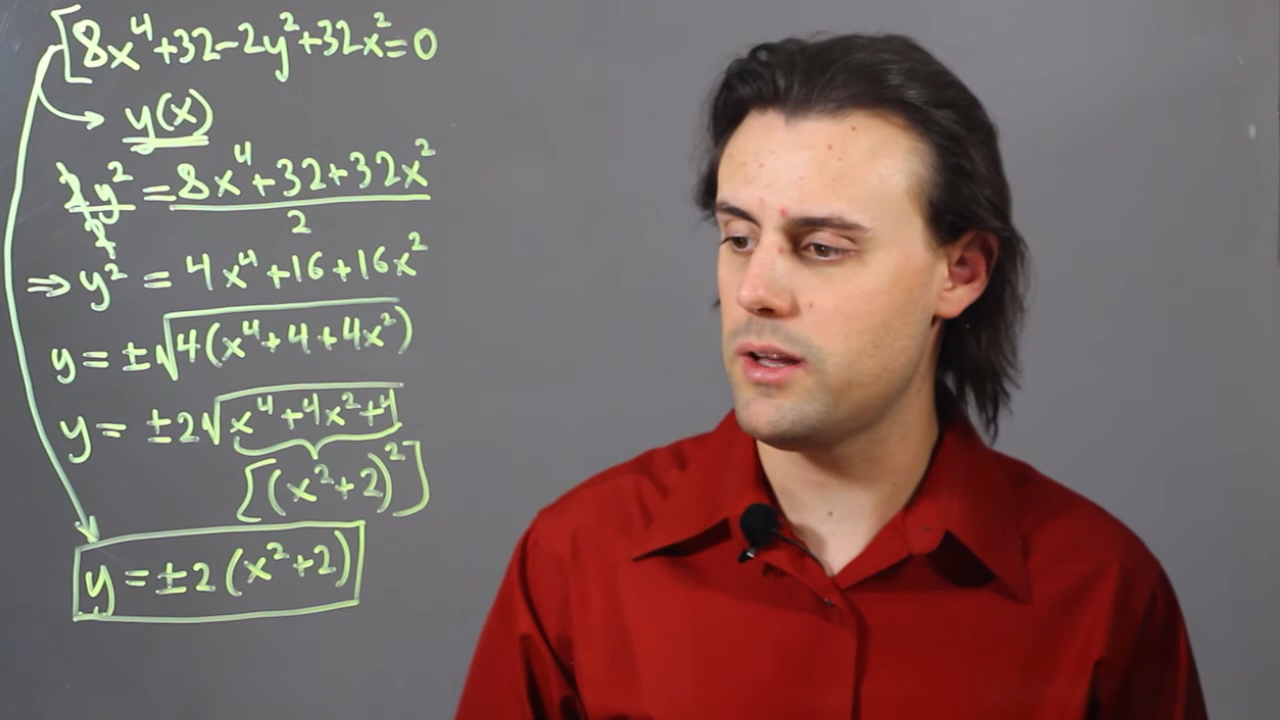 [8x⁴+32-2y²+32x²=0
→ y(x)
2y²/2 = 8x⁴+32+32x²/2
⇒ y² = 4x⁴+16+16x²
y = ±√4(x⁴+4+4x²)
y = ±2√x⁴+4x²+4
[(x²+2)²]
y = ±2(x²+2)